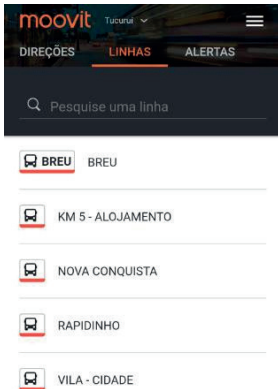 moovit Tucuruí
DIREÇÕES LINHAS ALERTAS
Pesquise uma linha
BREU BREU
KM 5 - ALOJAMENTO
NOVA CONQUISTA
RAPIDINHO
VILA - CIDADE